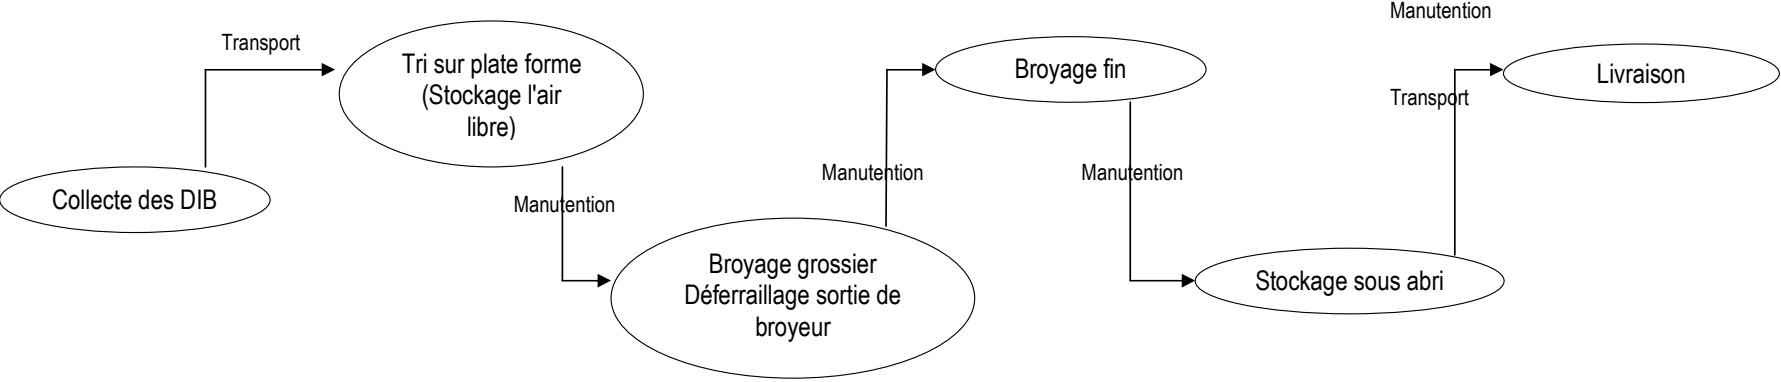 Collecte des DIB
Transport
Tri sur plate forme
(Stockage l'air
libre)
Manutention
Broyage grossier
Déferraillage sortie de
broyeur
Manutention
Broyage fin
Manutention
Stockage sous abri
Manutention
Transport
Livraison